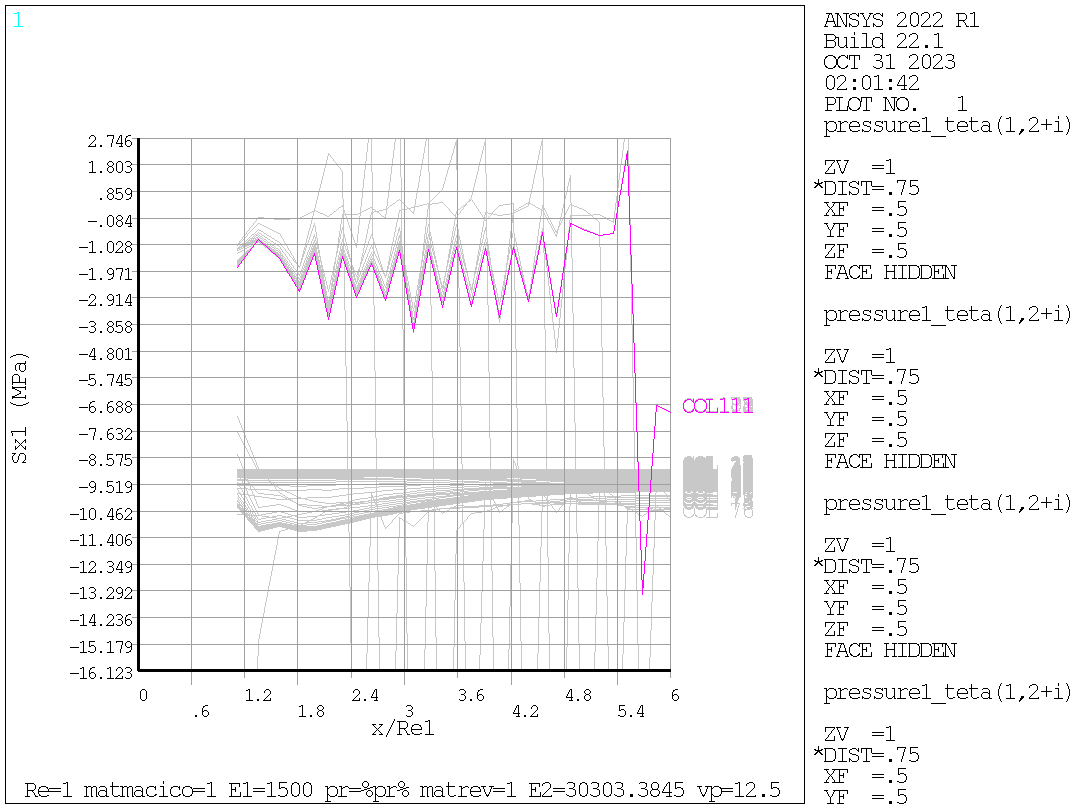 1
ANSYS 2022 R1
Build 22.1
OCT 31 2023
02:01:42
PLOT NO.   1
pressure1_teta(1,2+i)
ZV  =1
*DIST=.75
XF  =.5
YF  =.5
ZF  =.5
FACE HIDDEN
pressure1_teta(1,2+i)
ZV  =1
*DIST=.75
XF  =.5
YF  =.5
ZF  =.5
FACE HIDDEN
pressure1_teta(1,2+i)
ZV  =1
*DIST=.75
XF  =.5
YF  =.5
ZF  =.5
FACE HIDDEN
pressure1_teta(1,2+i)
ZV  =1
*DIST=.75
XF  =.5
YF  =.5
2.746
1.803
.859
-.084
-1.028
-1.971
-2.914
-3.858
-4.801
-5.745
-6.688
-7.632
-8.575
-9.519
-10.462
-11.406
-12.349
-13.292
-14.236
-15.179
-16.123
Sx1 (MPa)
COL111
0
.6
1.2
1.8
2.4
3
3.6
4.2
4.8
5.4
6
x/Re1
Re=1 matmacico=1 E1=1500 pr=%pr% matrev=1 E2=30303.3845 vp=12.5